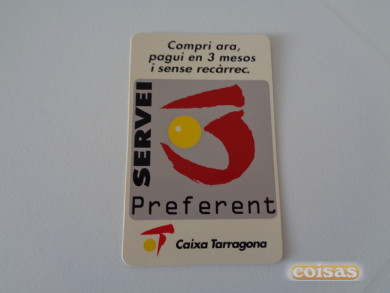 Compri ara,
pagui en 3 mesos
i sense recàrrec.
SERVEI
Preferent
Caixa Tarragona
coisas